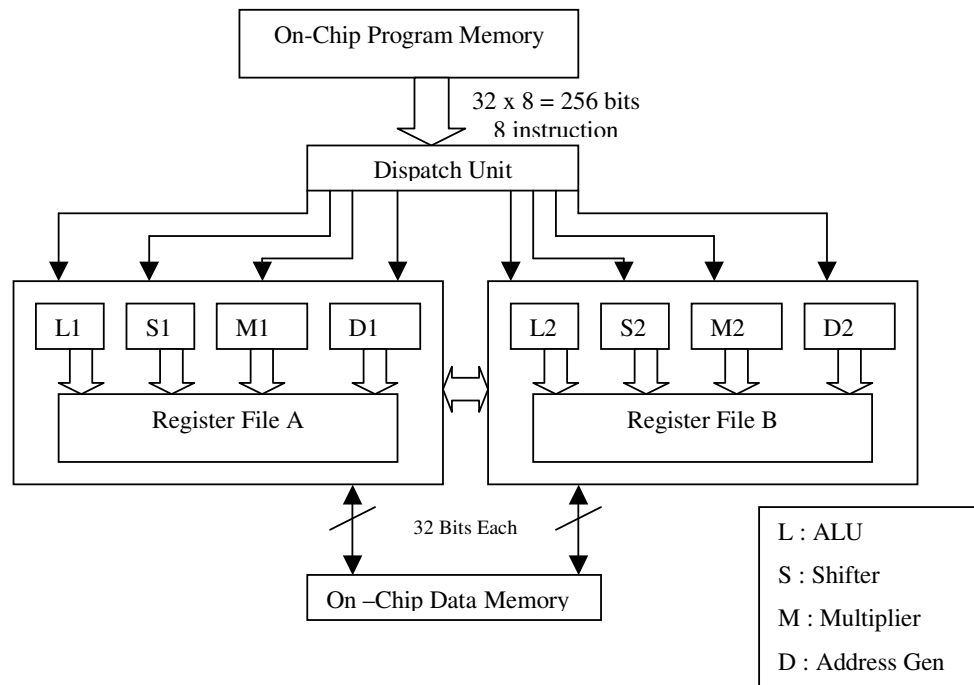 On-Chip Program Memory
32 x 8 = 256 bits
8 instruction
Dispatch Unit
L1 S1 M1 D1
L2 S2 M2 D2
Register File A
Register File B
32 Bits Each
On –Chip Data Memory
L : ALU
S : Shifter
M : Multiplier
D : Address Gen